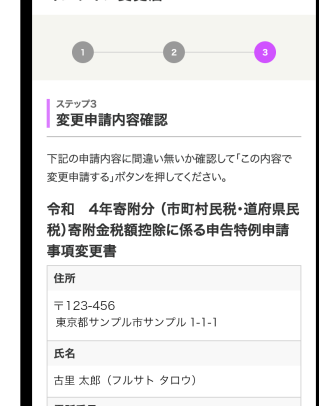 1
2
3
ステップ3
変更申請内容確認
下記の申請内容に間違い無いか確認して「この内容で
変更申請する」ボタンを押してください。
令和 4年寄附分（市町村民税・道府県民
税）寄附金税額控除に係る申告特例申請
事項変更書
住所
〒123-456
東京都サンプル市サンプル 1-1-1
氏名
古里 太郎（フルサト タロウ）